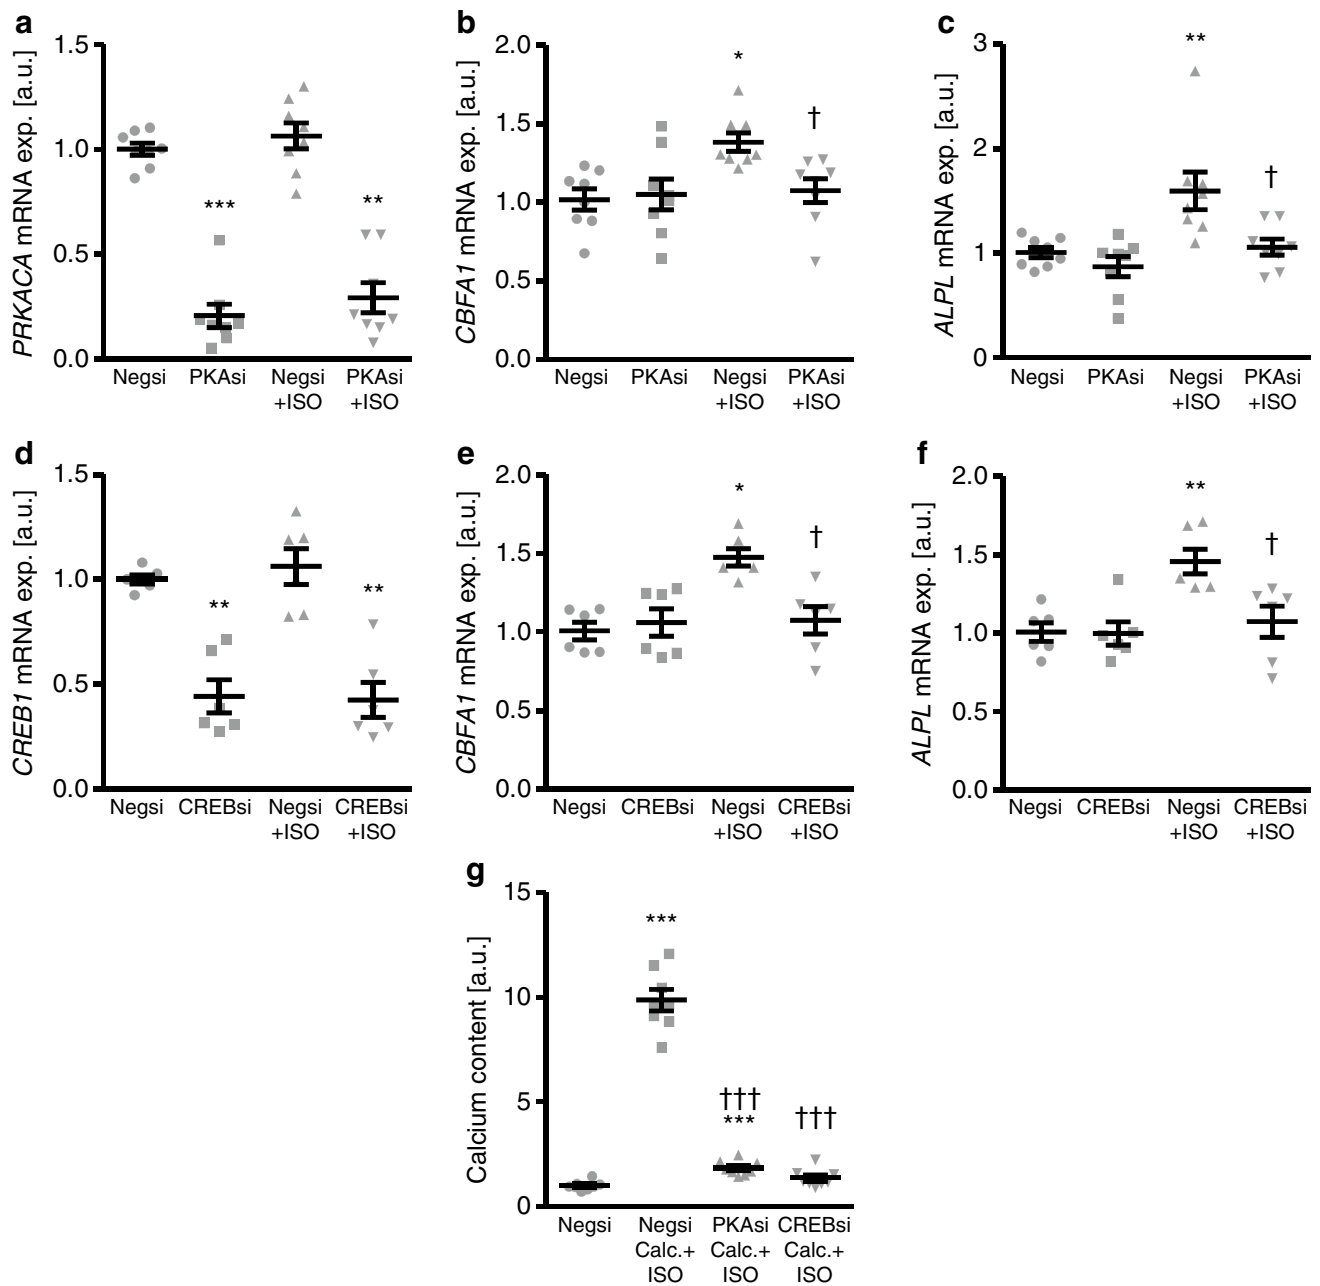 a
PRKACA mRNA exp. [a.u.]
1.5
1.0
0.5
0.0
***
**
Negsi PKAsi Negsi PKAsi
+ISO +ISO
b
CBFA1 mRNA exp. [a.u.]
2.0
1.5
1.0
0.5
0.0
*
†
Negsi PKAsi Negsi PKAsi
+ISO +ISO
c
ALPL mRNA exp. [a.u.]
3
2
1
0
**
†
Negsi PKAsi Negsi PKAsi
+ISO +ISO
d
CREB1 mRNA exp. [a.u.]
1.5
1.0
0.5
0.0
**
**
Negsi CREBsi Negsi CREBsi
+ISO +ISO
e
CBFA1 mRNA exp. [a.u.]
2.0
1.5
1.0
0.5
0.0
*
†
Negsi CREBsi Negsi CREBsi
+ISO +ISO
f
ALPL mRNA exp. [a.u.]
2.0
1.5
1.0
0.5
0.0
**
†
Negsi CREBsi Negsi CREBsi
+ISO +ISO
g
Calcium content [a.u.]
15
10
5
0
***
†††
***
†††
Negsi Negsi PKAsi CREBsi
Calc.+ Calc.+ Calc.+
ISO ISO ISO